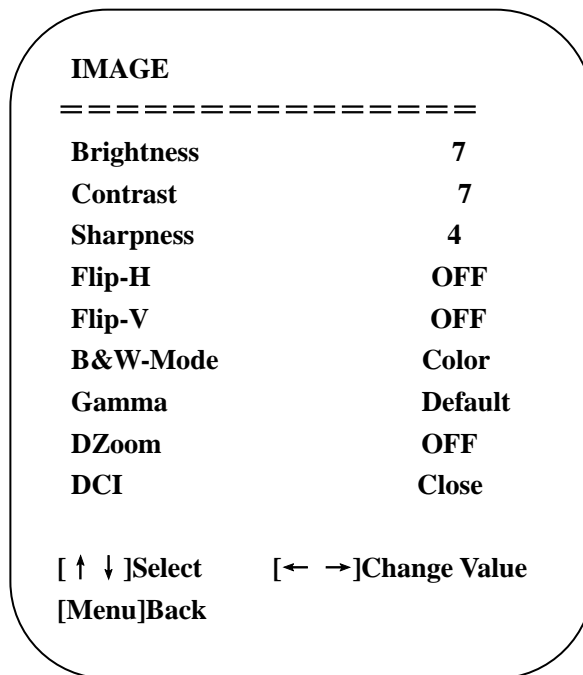 IMAGE
===============
Brightness 7
Contrast 7
Sharpness 4
Flip-H OFF
Flip-V OFF
B&W-Mode Color
Gamma Default
DZoom OFF
DCI Close
[ ↑ ↓ ]Select [← →]Change Value
[Menu]Back